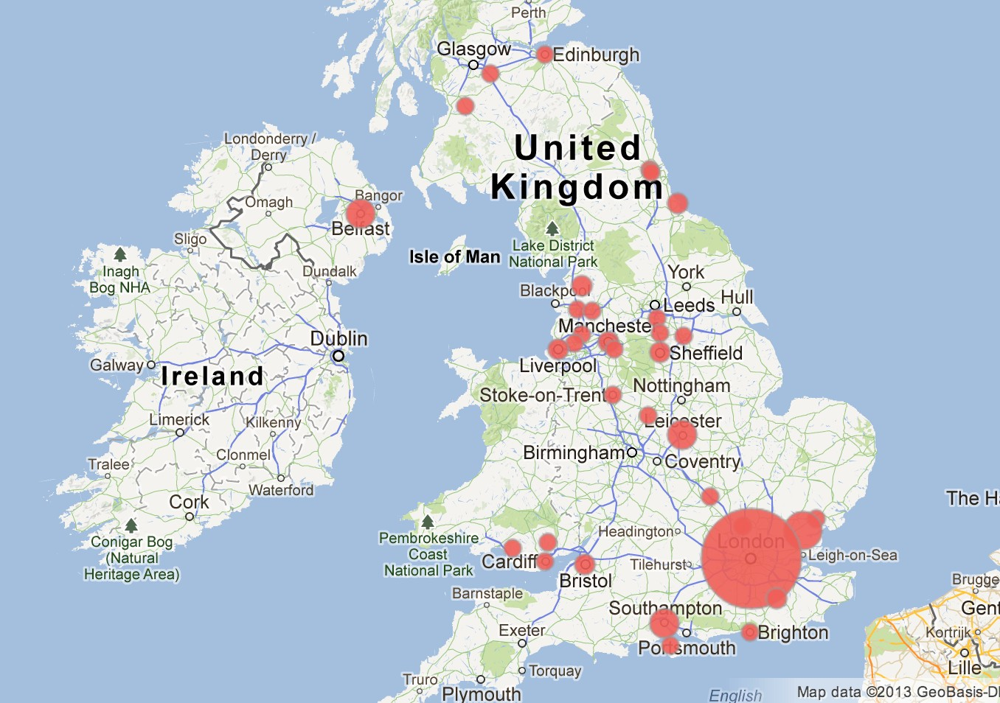 Perth
Glasgow
Edinburgh
United
Kingdom
Londonderry /
Derry
Omagh
Bangor
Belfast
Sligo
Isle of Man
Lake District
National Park
Inagh
Bog NHA
Dundalk
York
Blackpool
Leeds
Hull
Manchester
Dublin
Sheffield
Galway
Liverpool
Ireland
Nottingham
Stoke-on-Trent
Limerick
Kilkenny
Leicester
Birmingham
Coventry
Clonmel
Tralee
Waterford
Cork
The Ha
Pembrokeshire
Coast
National Park
Headington
London
Conigar Bog
(Natural
Heritage Area)
Cardiff
Leigh-on-Sea
Tilehurst
Bristol
Brugge
Barnstaple
Southampton
Gent
Exeter
Brighton
Kortrijk
Portsmouth
Lille
Torquay
Truro
Plymouth
English
Map data ©2013 GeoBasis-D